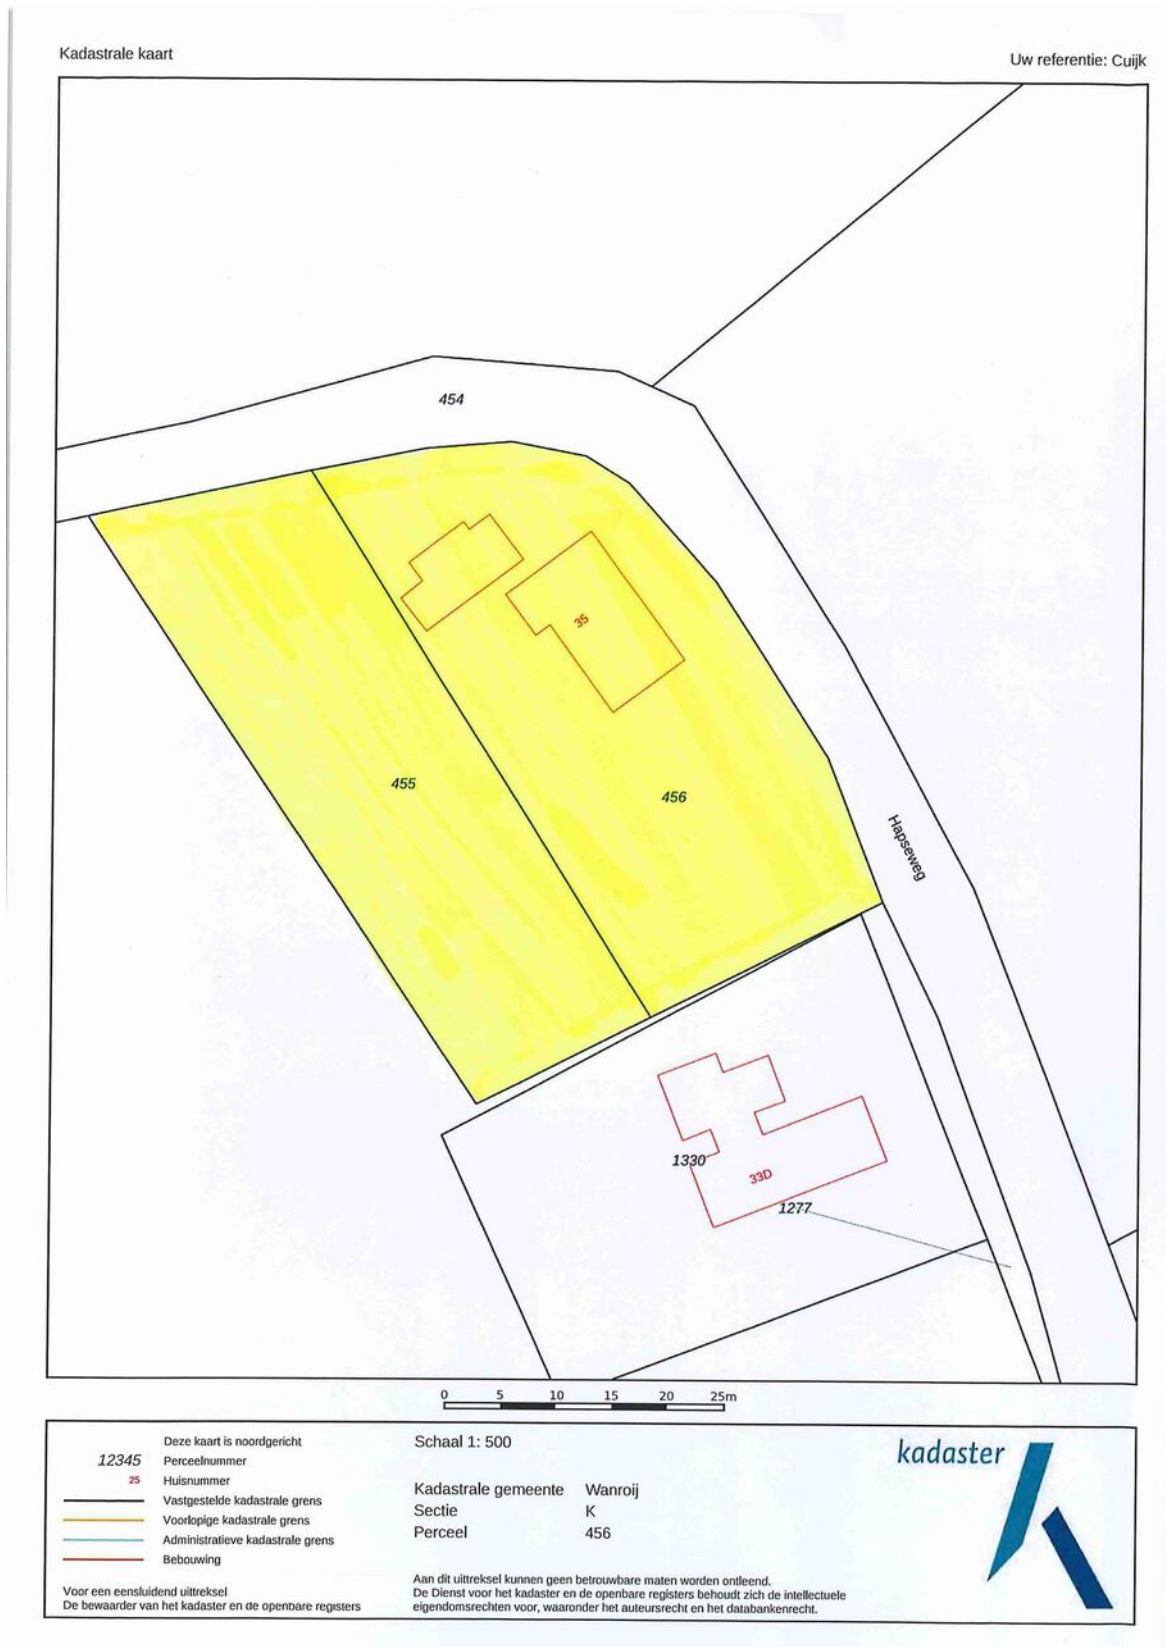 Kadastrale kaart
Uw referentie: Cuijk
454
35
455
456
Hapseweg
1330
33D
1277
0 5 10 15 20 25m
Deze kaart is noordgericht
12345 Perceelnummer
25 Huisnummer
Vastgestelde kadastrale grens
Voorlopige kadastrale grens
Administratieve kadastrale grens
Bebouwing
Voor een eensluidend uittreksel
De bewaarder van het kadaster en de openbare registers
Schaal 1: 500
Kadastrale gemeente Wanroij
Sectie K
Perceel 456
Aan dit uittreksel kunnen geen betrouwbare maten worden ontleend.
De Dienst voor het kadaster en de openbare registers behoudt zich de intellectuele
eigendomsrechten voor, waaronder het auteursrecht en het databankenrecht.
kadaster